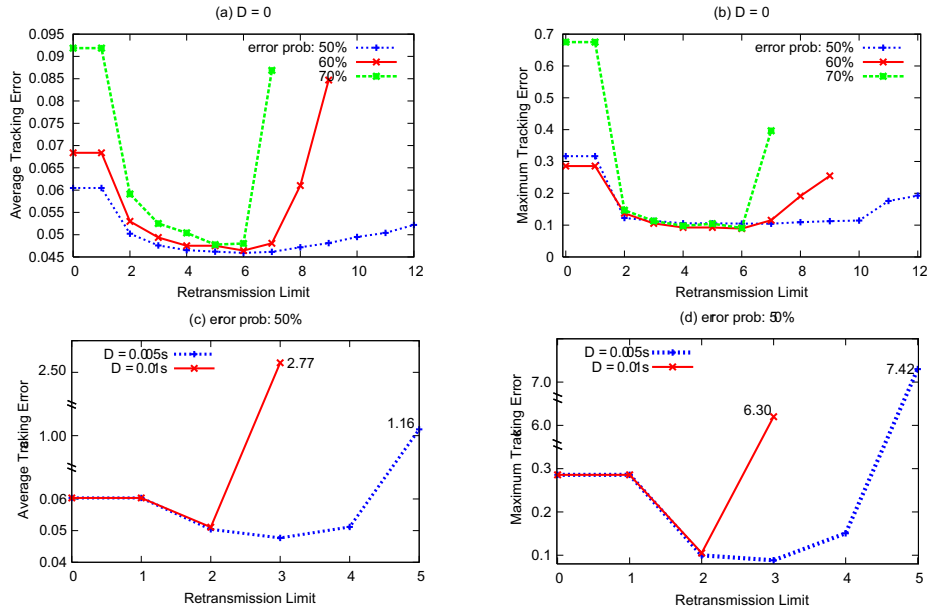 (a) D = 0
Average Tracking Error
0.095
0.09
0.085
0.08
0.075
0.07
0.065
0.06
0.055
0.05
0.045
error prob: 50%
60%
70%
0 2 4 6 8 10 12
Retransmission Limit
(b) D = 0
Maximum Tracking Error
0.7
0.6
0.5
0.4
0.3
0.2
0.1
0
error prob: 50%
60%
70%
0 2 4 6 8 10 12
Retransmission Limit
(c) error prob: 50%
Average Tracking Error
2.50
1.00
0.06
0.05
0.04
D = 0.005s
D = 0.01s
2.77
1.16
0 1 2 3 4 5
Retransmission Limit
(d) error prob: 50%
Maximum Tracking Error
7.0
6.0
0.3
0.2
0.1
D = 0.005s
D = 0.01s
6.30
7.42
0 1 2 3 4 5
Retransmission Limit